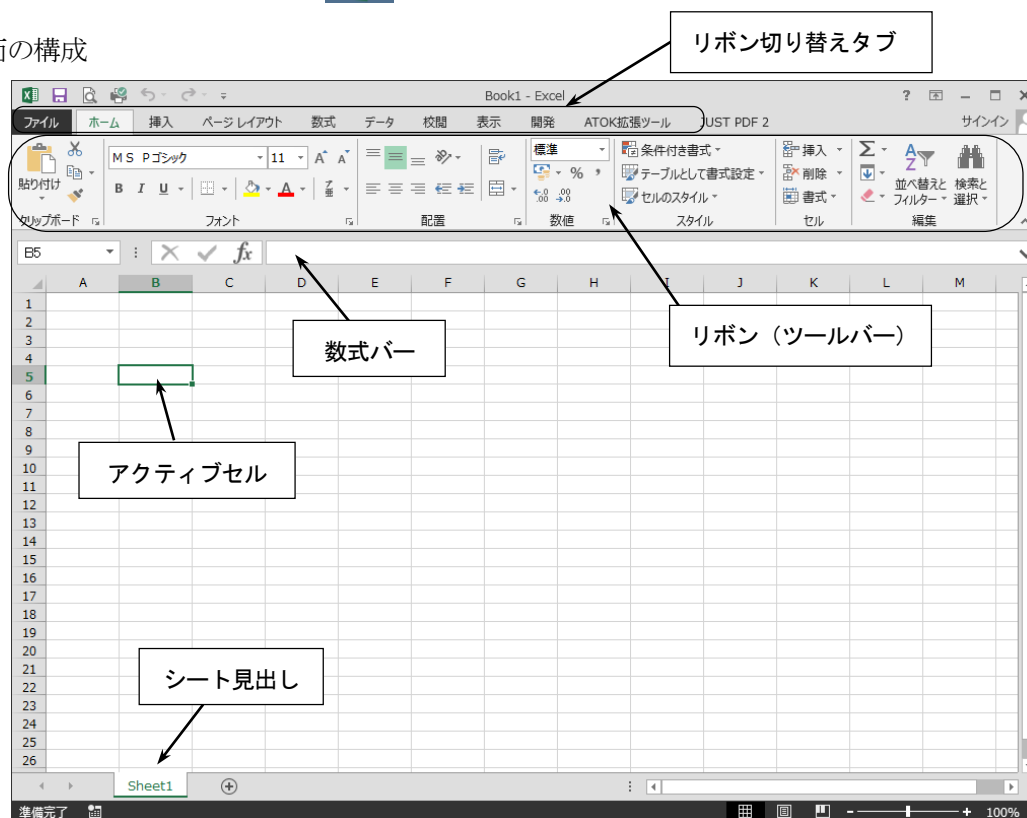 リボン切り替えタブ
面の構成
Book1 - Excel
?
ファイル ホーム 挿入 ページ レイアウト 数式 データ 校閲 表示 開発 ATOK拡張ツール JUST PDF 2 サインイン
貼り付け
ＭＳ Ｐゴシック 11 A A
B I U A
標準
% ,
条件付き書式
テーブルとして書式設定
セルのスタイル
挿入
削除
書式
Σ
並べ替えと フィルター
検索と 選択
クリップボード フォント 配置 数値 スタイル セル 編集
B5 fx
A B C D E F G H I J K L M
1
2
3
4
5
6
7
8
9
10
11
12
13
14
15
16
17
18
19
20
21
22
23
24
25
26
数式バー
リボン（ツールバー）
アクティブセル
シート見出し
Sheet1
準備完了 100%